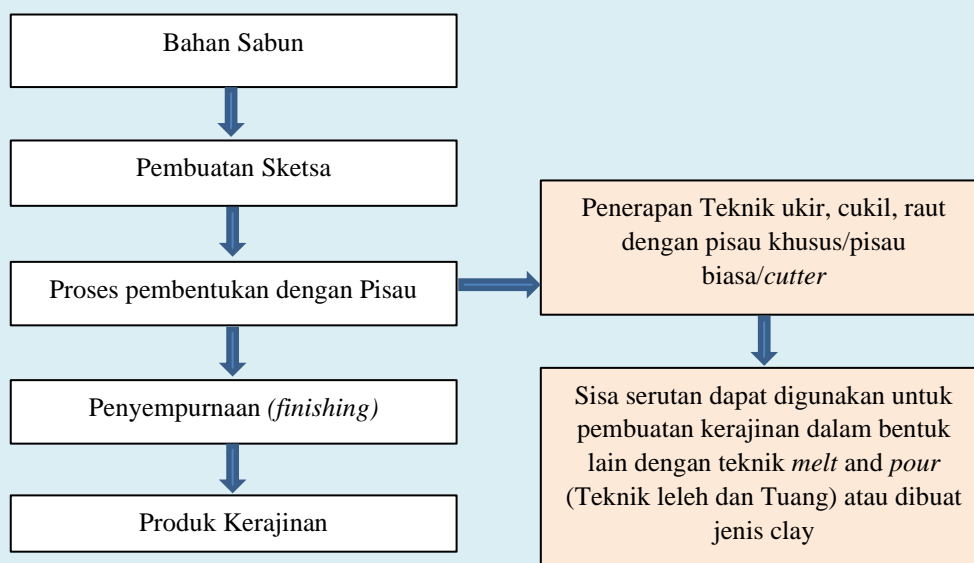 Bahan Sabun
Pembuatan Sketsa
Proses pembentukan dengan Pisau
Penyempurnaan (finishing)
Produk Kerajinan
Penerapan Teknik ukir, cukil, raut
dengan pisau khusus/pisau
biasa/cutter
Sisa serutan dapat digunakan untuk
pembuatan kerajinan dalam bentuk
lain dengan teknik melt and pour
(Teknik leleh dan Tuang) atau dibuat
jenis clay